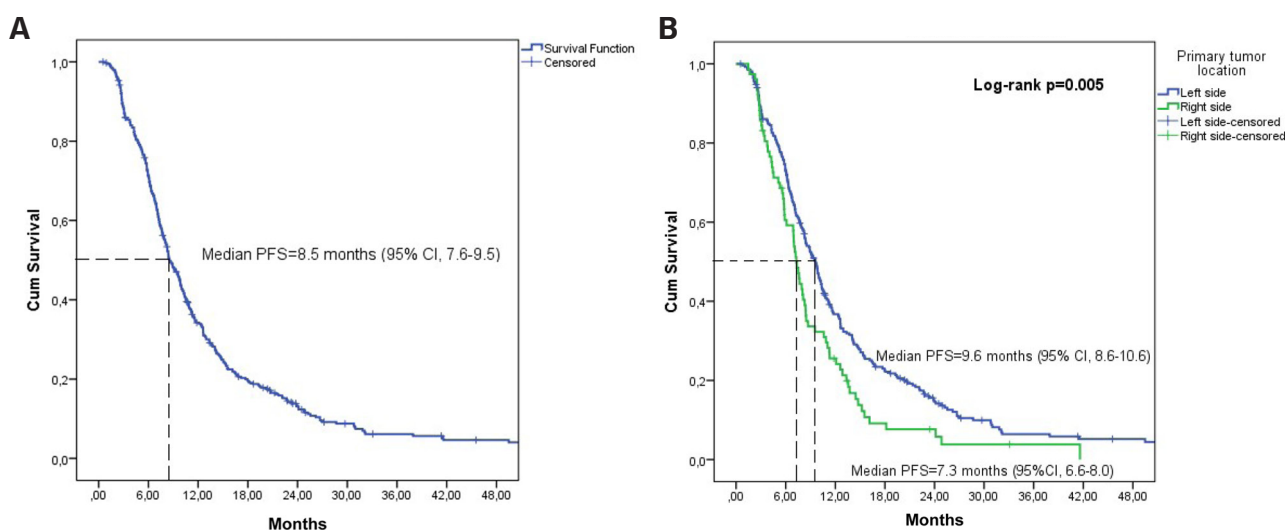 A
Survival Function
Censored
1,0
0,8
0,6
0,4
0,2
0,0
Cum Survival
Median PFS=8.5 months (95% CI, 7.6-9.5)
,00 6,00 12,00 18,00 24,00 30,00 36,00 42,00 48,00
Months
B
Primary tumor
location
Left side
Right side
Left side-censored
Right side-censored
Log-rank p=0.005
1,0
0,8
0,6
0,4
0,2
0,0
Cum Survival
Median PFS=9.6 months (95% CI, 8.6-10.6)
Median PFS=7.3 months (95%CI, 6.6-8.0)
,00 6,00 12,00 18,00 24,00 30,00 36,00 42,00 48,00
Months